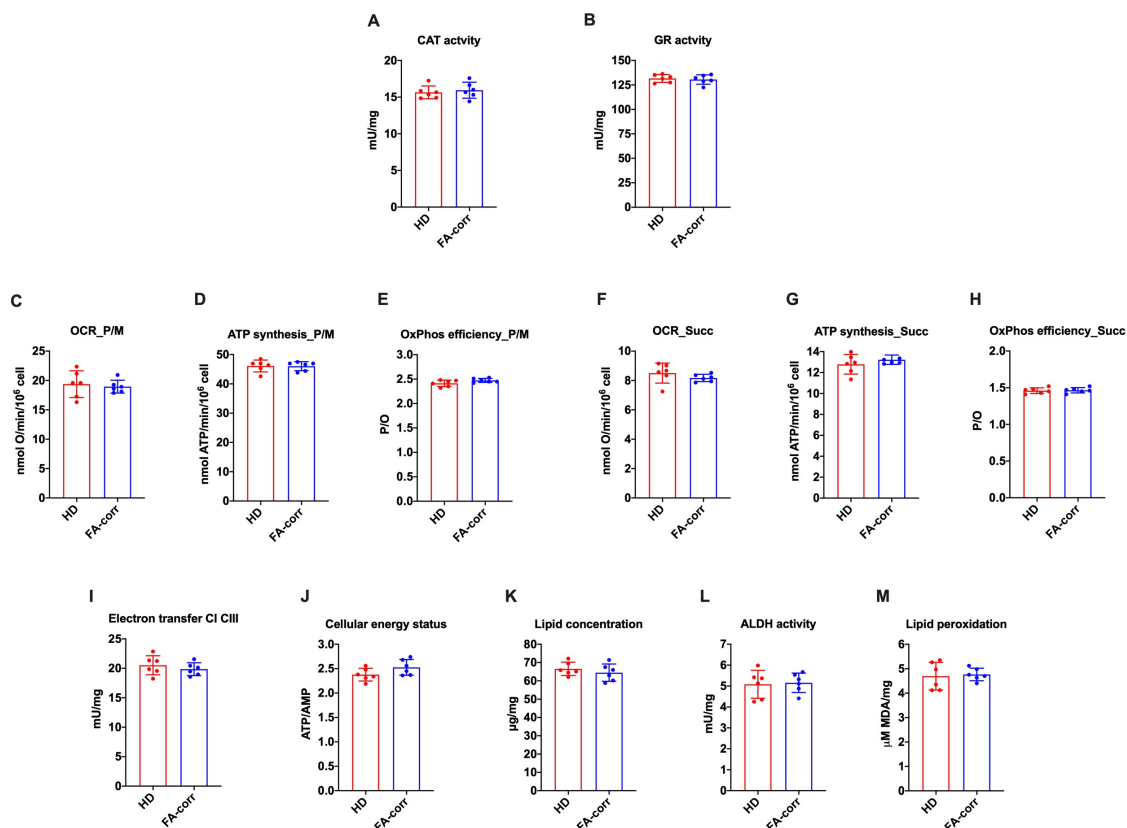 A
CAT actvity
mU/mg
20
15
10
5
0
HD
FA-corr
B
GR actvity
mU/mg
150
125
100
75
50
25
0
HD
FA-corr
C
OCR_P/M
nmol O/min/10⁶ cell
25
20
15
10
5
0
HD
FA-corr
D
ATP synthesis_P/M
nmol ATP/min/10⁶ cell
50
40
30
20
10
0
HD
FA-corr
E
OxPhos efficiency_P/M
P/O
3.0
2.5
2.0
1.5
1.0
0.5
0.0
HD
FA-corr
F
OCR_Succ
nmol O/min/10⁶ cell
10
8
6
4
2
0
HD
FA-corr
G
ATP synthesis_Succ
nmol ATP/min/10⁶ cell
14
12
10
8
6
4
2
0
HD
FA-corr
H
OxPhos efficiency_Succ
P/O
2.0
1.5
1.0
0.5
0.0
HD
FA-corr
I
Electron transfer CI CIII
mU/mg
25
20
15
10
5
0
HD
FA-corr
J
Cellular energy status
ATP/AMP
3.0
2.5
2.0
1.5
1.0
0.5
0.0
HD
FA-corr
K
Lipid concentration
µg/mg
80
70
60
50
40
30
20
10
0
HD
FA-corr
L
ALDH activity
mU/mg
7
6
5
4
3
2
1
0
HD
FA-corr
M
Lipid peroxidation
µM MDA/mg
6
5
4
3
2
1
0
HD
FA-corr